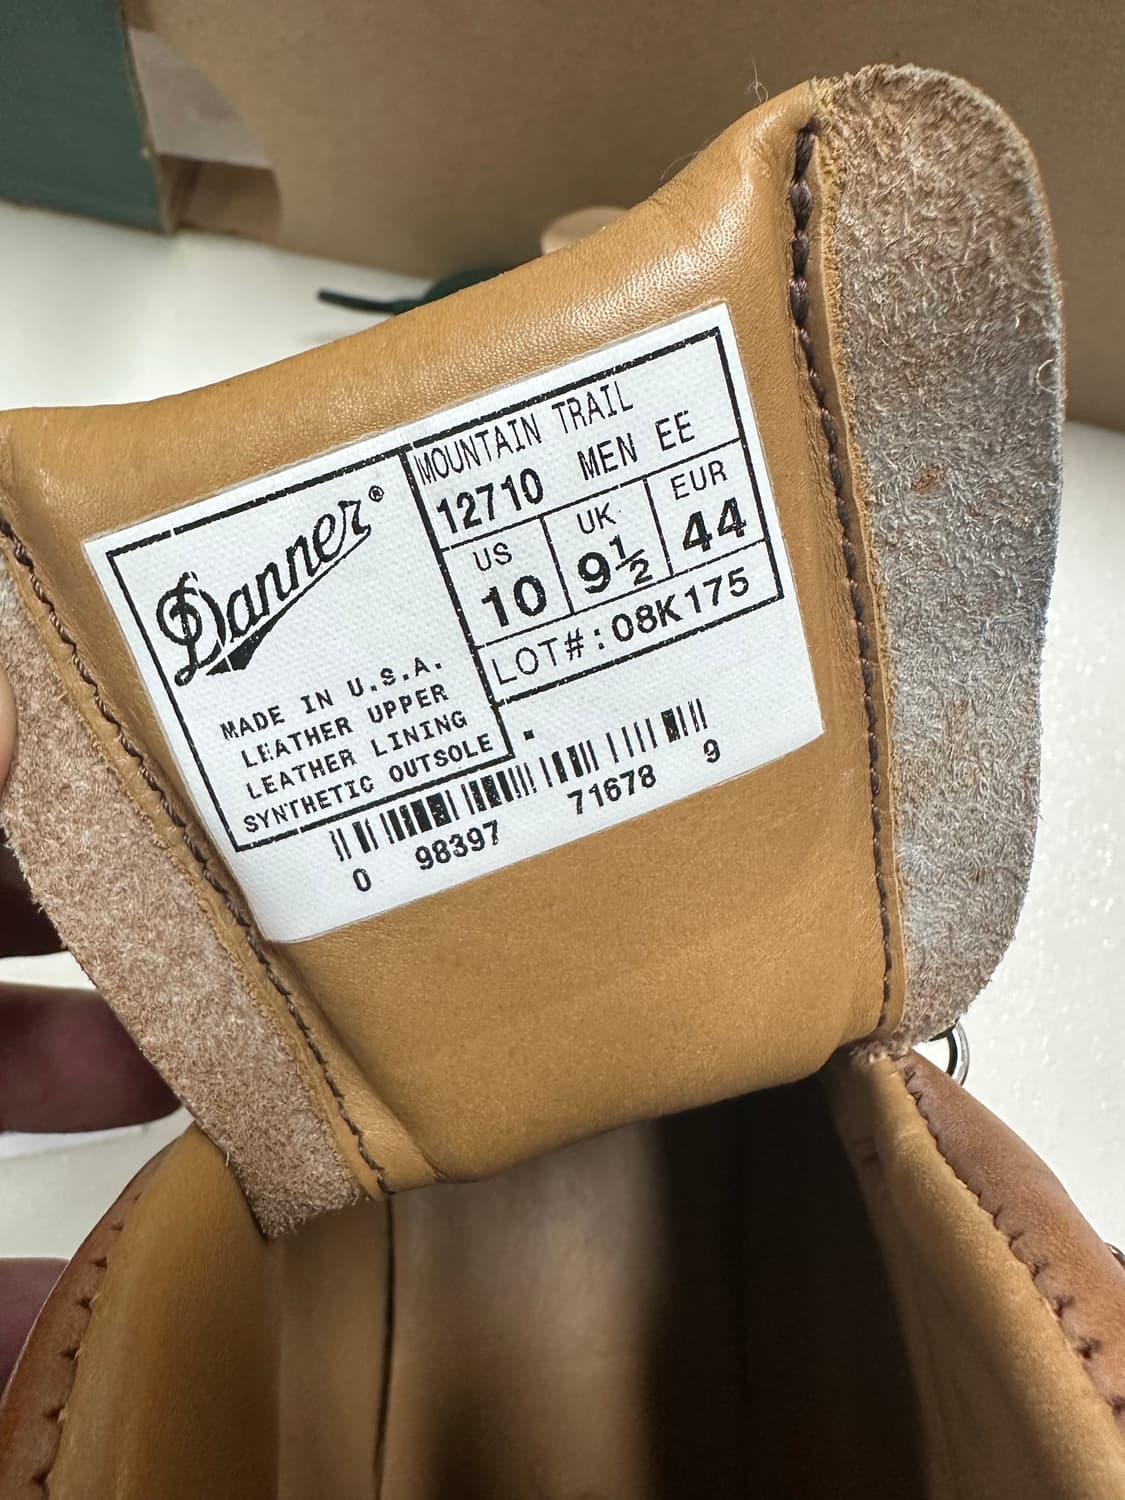 Danner®
MADE IN U.S.A.
LEATHER UPPER
LEATHER LINING
SYNTHETIC OUTSOLE
MOUNTAIN TRAIL
12710 MEN EE
US UK EUR
10 9½ 44
LOT#:08K175
0 98397 71678 9